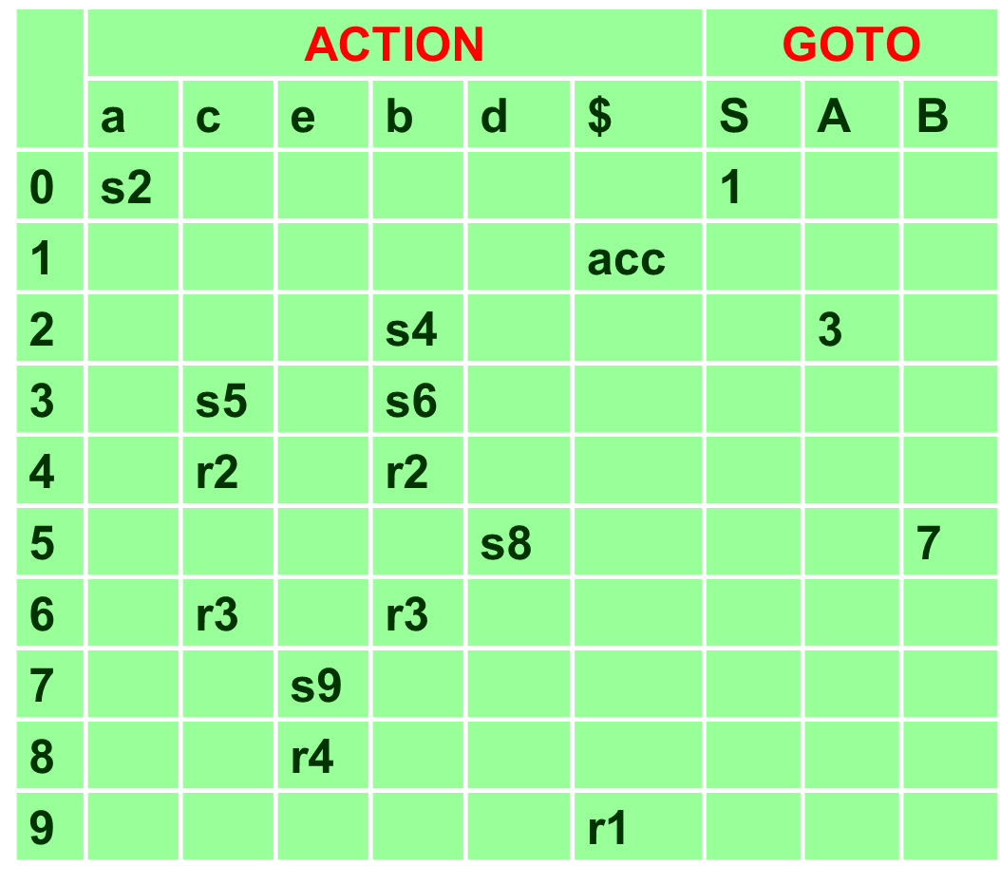 ACTION GOTO
a c e b d $ S A B
0 s2 1
1 acc
2 s4 3
3 s5 s6
4 r2 r2
5 s8 7
6 r3 r3
7 s9
8 r4
9 r1